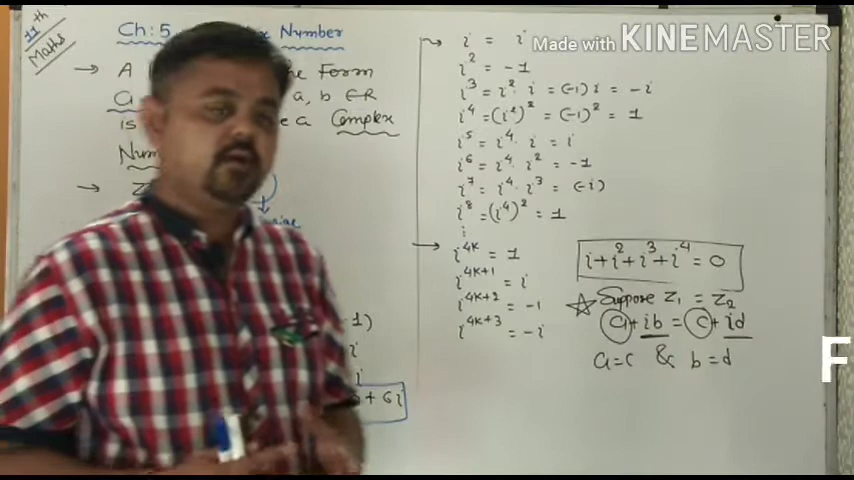 11th
Maths
Ch: 5 Number
→ A the Form
a, b ∈ R
is a Complex
Num
→ Z
-1)
i
i
+ 6i
→ i = i
i² = -1
i³ = i² · i = (-1) i = -i
i⁴ = (i²)² = (-1)² = 1
i⁵ = i⁴ · i = i
i⁶ = i⁴ · i² = -1
i⁷ = i⁴ · i³ = (-i)
i⁸ = (i⁴)² = 1
⋮
→ i⁴ᴷ = 1
i⁴ᴷ⁺¹ = i
i⁴ᴷ⁺² = -1
i⁴ᴷ⁺³ = -i
i + i² + i³ + i⁴ = 0
☆ Suppose Z₁ = Z₂
a + ib = c + id
a = c & b = d
Made with KINEMASTER
F